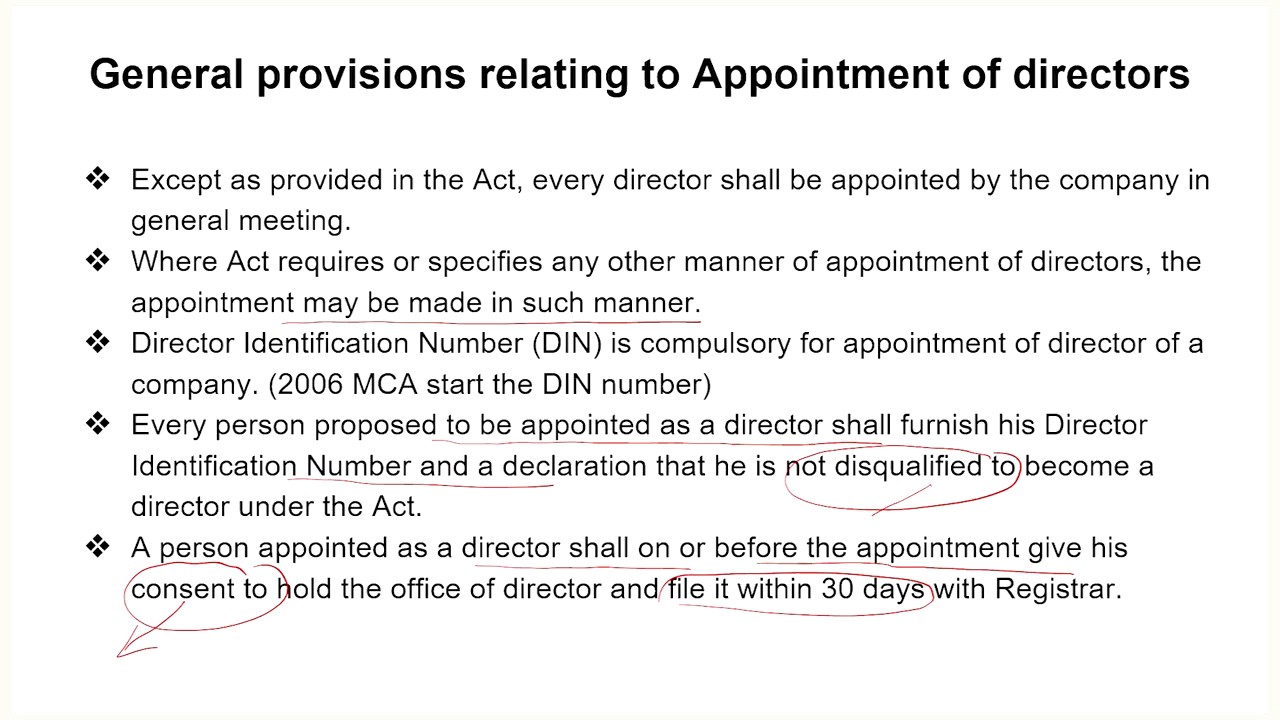 General provisions relating to Appointment of directors
❖ Except as provided in the Act, every director shall be appointed by the company in
general meeting.
❖ Where Act requires or specifies any other manner of appointment of directors, the
appointment may be made in such manner.
❖ Director Identification Number (DIN) is compulsory for appointment of director of a
company. (2006 MCA start the DIN number)
❖ Every person proposed to be appointed as a director shall furnish his Director
Identification Number and a declaration that he is not disqualified to become a
director under the Act.
❖ A person appointed as a director shall on or before the appointment give his
consent to hold the office of director and file it within 30 days with Registrar.